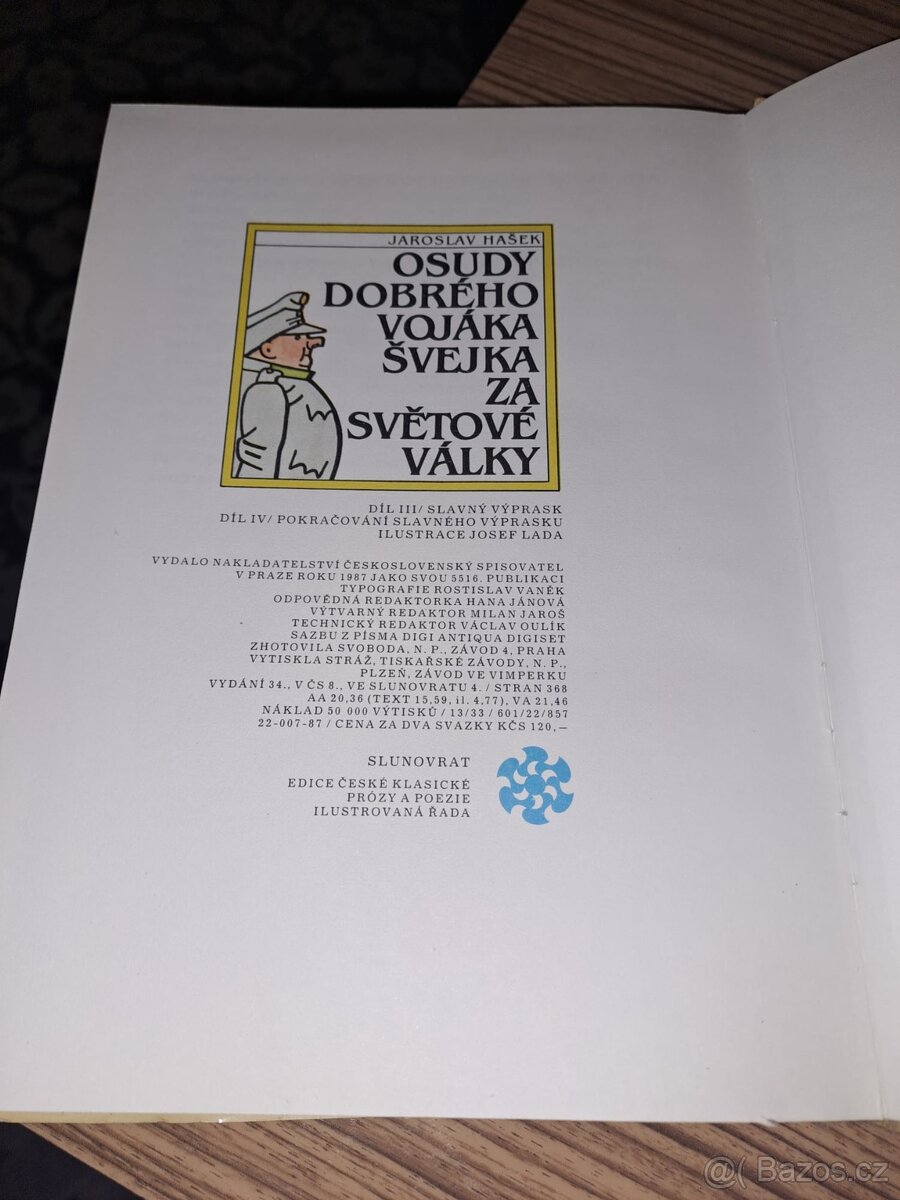 JAROSLAV HAŠEK
OSUDY
DOBRÉHO
VOJÁKA
ŠVEJKA
ZA
SVĚTOVÉ
VÁLKY
DÍL III/ SLAVNÝ VÝPRASK
DÍL IV/ POKRAČOVÁNÍ SLAVNÉHO VÝPRASKU
ILUSTRACE JOSEF LADA
VYDALO NAKLADATELSTVÍ ČESKOSLOVENSKÝ SPISOVATEL
V PRAZE ROKU 1987 JAKO SVOU 5516. PUBLIKACI
TYPOGRAFIE ROSTISLAV VANĚK
ODPOVĚDNÁ REDAKTORKA HANA JÁNOVÁ
VÝTVARNÝ REDAKTOR MILAN JAROŠ
TECHNICKÝ REDAKTOR VÁCLAV OULÍK
SAZBU Z PÍSMA DIGI ANTIQUA DIGISET
ZHOTOVILA SVOBODA, N. P., ZÁVOD 4, PRAHA
VYTISKLA STRÁŽ, TISKAŘSKÉ ZÁVODY, N. P.,
PLZEŇ, ZÁVOD VE VIMPERKU
VYDÁNÍ 34., V ČS 8., VE SLUNOVRATU 4. / STRAN 368
AA 20,36 (TEXT 15,59, il. 4,77), VA 21,46
NÁKLAD 50 000 VÝTISKŮ / 13/33 / 601/22/857
22-007-87 / CENA ZA DVA SVAZKY KČS 120,—
SLUNOVRAT
EDICE ČESKÉ KLASICKÉ
PRÓZY A POEZIE
ILUSTROVANÁ ŘADA
@( Bazos.cz